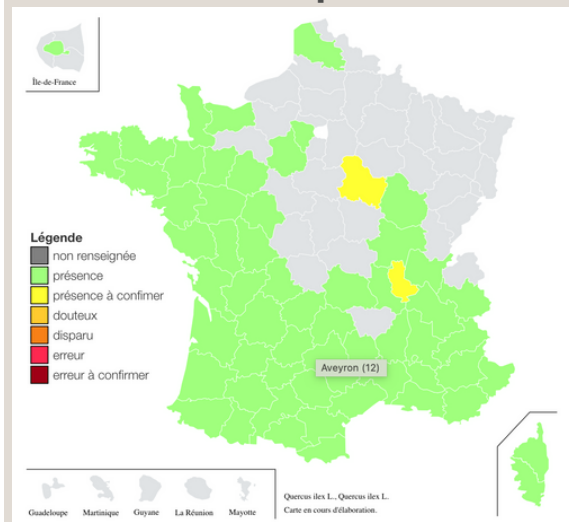 Île-de-France
Légende
non renseignée
présence
présence à confimer
douteux
disparu
erreur
erreur à confirmer
Aveyron (12)
Guadeloupe
Martinique
Guyane
La Réunion
Mayotte
Quercus ilex L., Quercus ilex L.
Carte en cours d'élaboration.